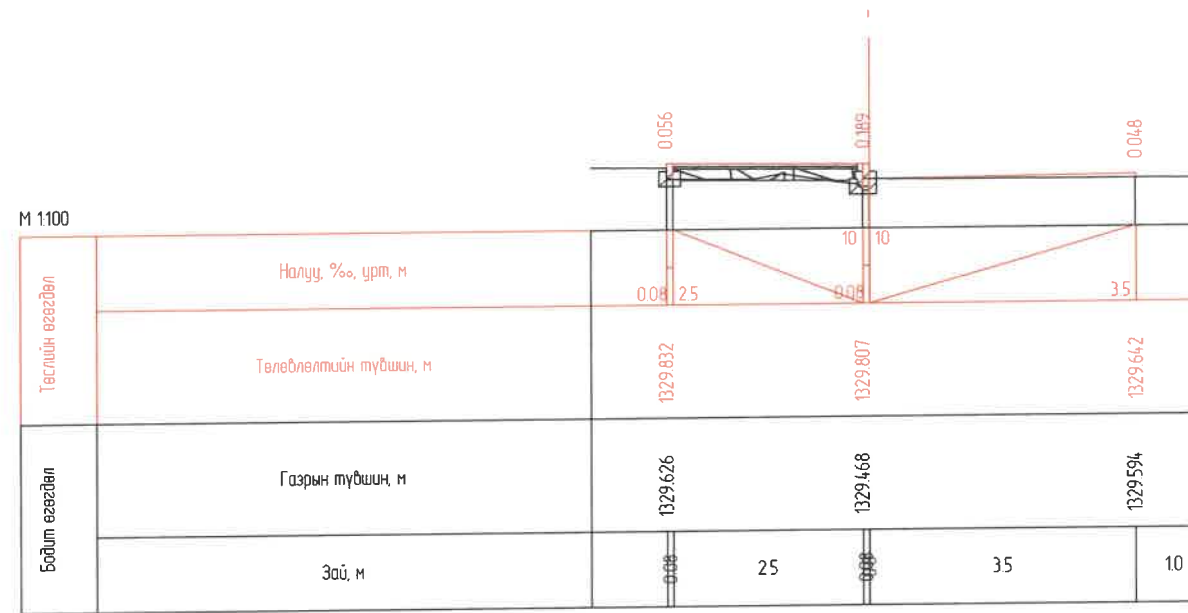 0.056
0.189
0.048
M 1:100
Төслийн өгөгдөл
Налуу, ‰, урт, м
10 10
0.08 2.5 0.08 3.5
Төлөвлөлтийн түвшин, м
1329.832 1329.807 1329.642
Бодит өгөгдөл
Газрын түвшин, м
1329.626 1329.468 1329.594
Зай, м
0.08 2.5 3.5 1.0